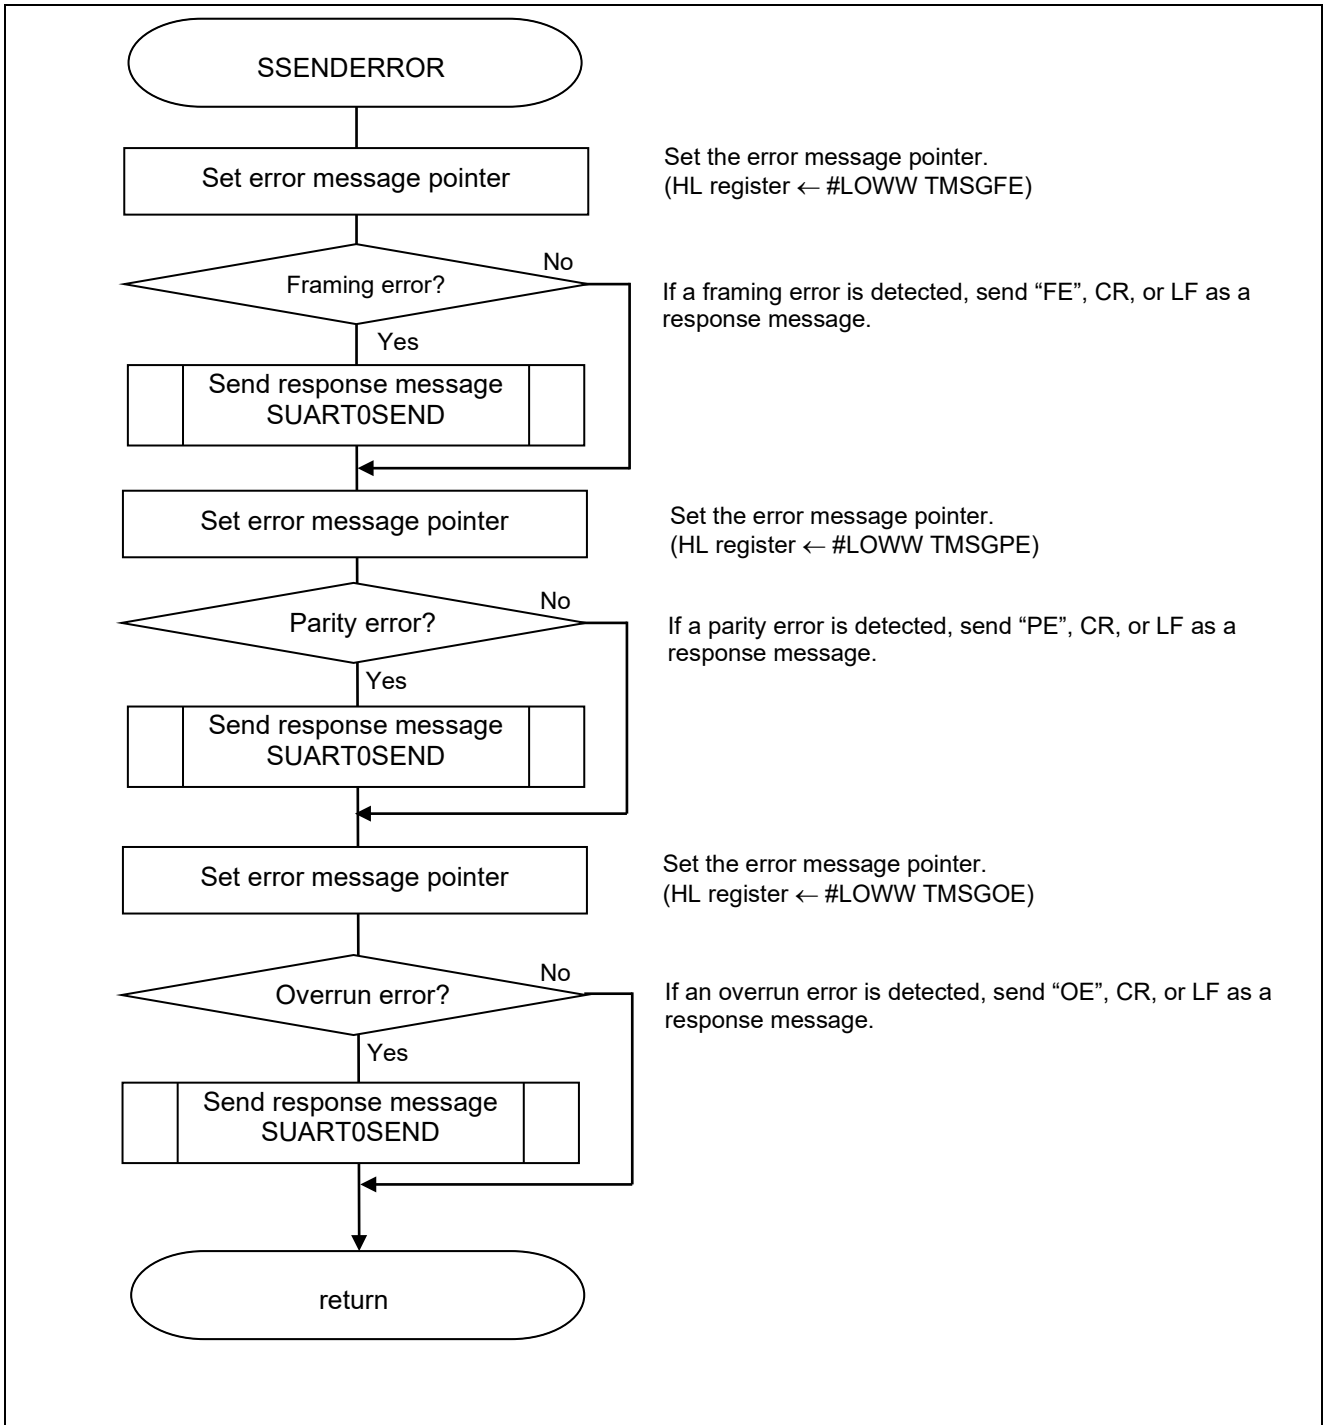 SSENDERROR
Set error message pointer
Set the error message pointer.
(HL register ← #LOWW TMSGFE)
Framing error?
No
If a framing error is detected, send “FE”, CR, or LF as a
response message.
Yes
Send response message
SUART0SEND
Set error message pointer
Set the error message pointer.
(HL register ← #LOWW TMSGPE)
Parity error?
No
If a parity error is detected, send “PE”, CR, or LF as a
response message.
Yes
Send response message
SUART0SEND
Set error message pointer
Set the error message pointer.
(HL register ← #LOWW TMSGOE)
Overrun error?
No
If an overrun error is detected, send “OE”, CR, or LF as a
response message.
Yes
Send response message
SUART0SEND
return